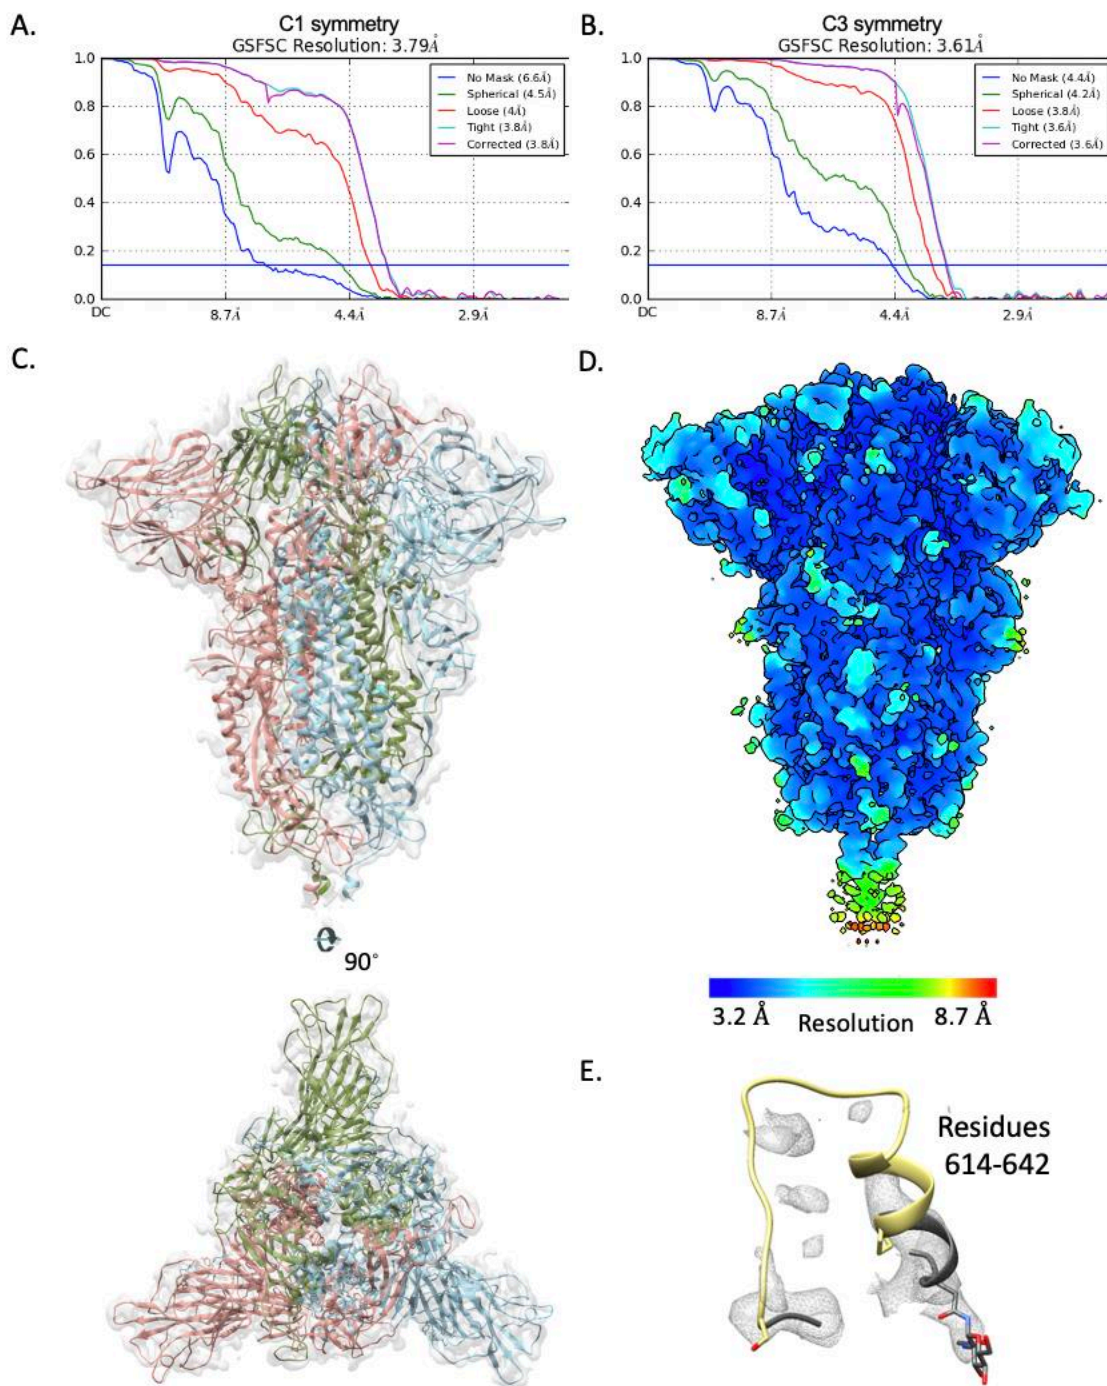 A.
C1 symmetry
GSFSC Resolution: 3.79Å
1.0
0.8
0.6
0.4
0.2
0.0
DC
8.7Å
4.4Å
2.9Å
No Mask (6.6Å)
Spherical (4.5Å)
Loose (4Å)
Tight (3.8Å)
Corrected (3.8Å)
B.
C3 symmetry
GSFSC Resolution: 3.61Å
1.0
0.8
0.6
0.4
0.2
0.0
DC
8.7Å
4.4Å
2.9Å
No Mask (4.4Å)
Spherical (4.2Å)
Loose (3.8Å)
Tight (3.6Å)
Corrected (3.6Å)
C.
90°
D.
3.2 Å Resolution 8.7 Å
E.
Residues
614-642